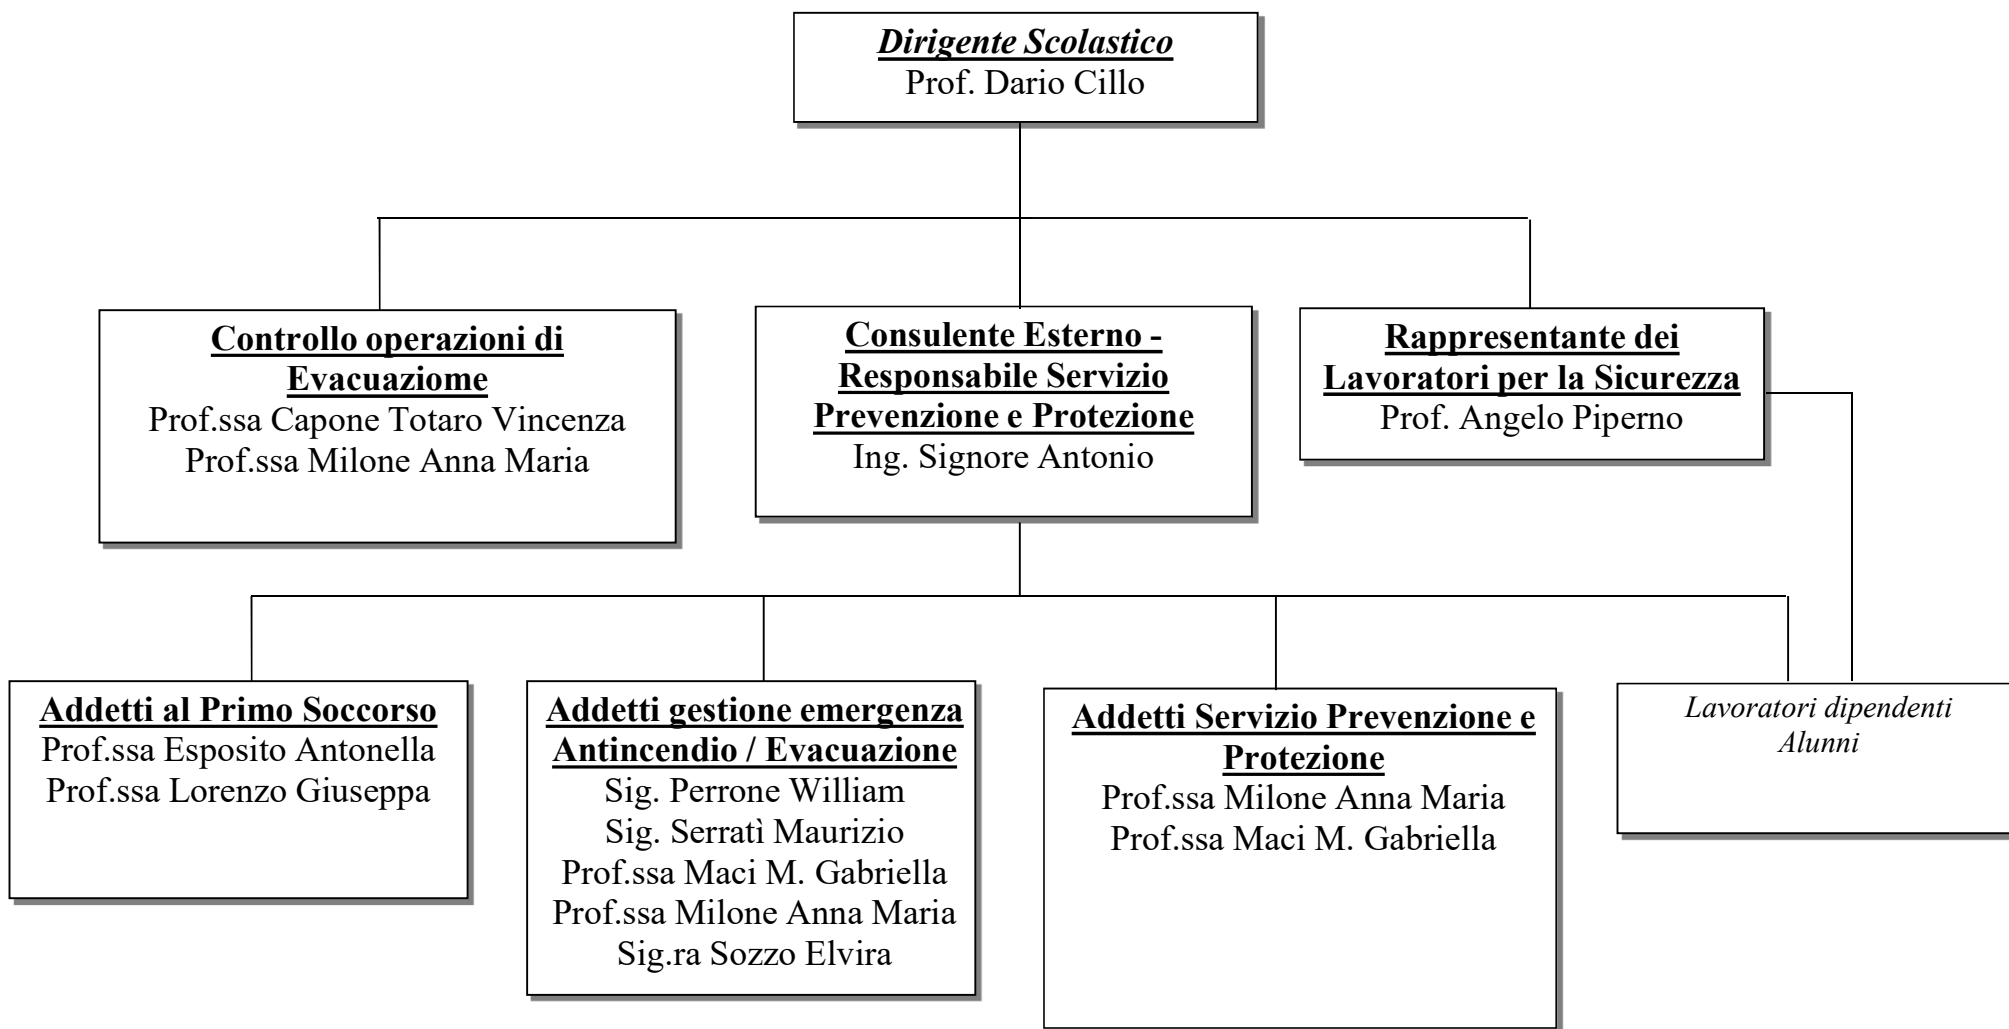 Dirigente Scolastico
Prof. Dario Cillo
Controllo operazioni di
Evacuaziome
Prof.ssa Capone Totaro Vincenza
Prof.ssa Milone Anna Maria
Consulente Esterno -
Responsabile Servizio
Prevenzione e Protezione
Ing. Signore Antonio
Rappresentante dei
Lavoratori per la Sicurezza
Prof. Angelo Piperno
Addetti al Primo Soccorso
Prof.ssa Esposito Antonella
Prof.ssa Lorenzo Giuseppa
Addetti gestione emergenza
Antincendio / Evacuazione
Sig. Perrone William
Sig. Serratì Maurizio
Prof.ssa Maci M. Gabriella
Prof.ssa Milone Anna Maria
Sig.ra Sozzo Elvira
Addetti Servizio Prevenzione e
Protezione
Prof.ssa Milone Anna Maria
Prof.ssa Maci M. Gabriella
Lavoratori dipendenti
Alunni